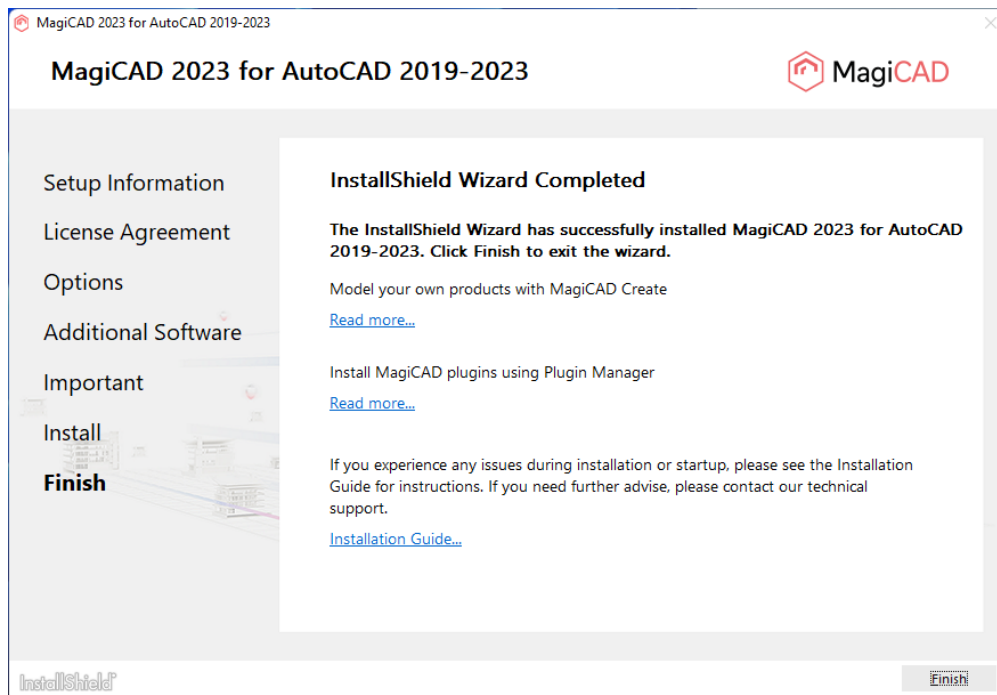 MagiCAD 2023 for AutoCAD 2019-2023
MagiCAD 2023 for AutoCAD 2019-2023
MagiCAD
Setup Information
License Agreement
Options
Additional Software
Important
Install
Finish
InstallShield Wizard Completed
The InstallShield Wizard has successfully installed MagiCAD 2023 for AutoCAD
2019-2023. Click Finish to exit the wizard.
Model your own products with MagiCAD Create
Read more...
Install MagiCAD plugins using Plugin Manager
Read more...
If you experience any issues during installation or startup, please see the Installation
Guide for instructions. If you need further advise, please contact our technical
support.
Installation Guide...
InstallShield
Finish